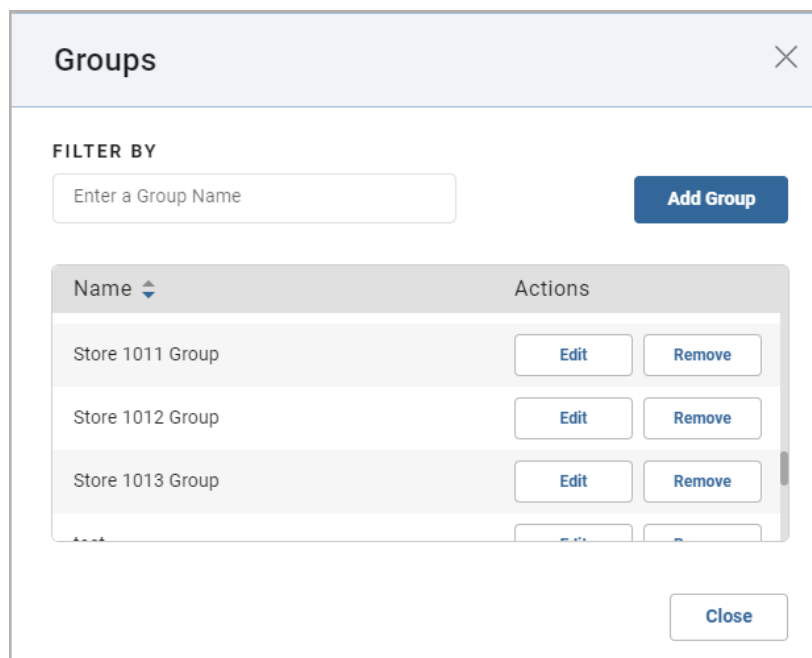 Groups
FILTER BY
Enter a Group Name
Add Group
Name Actions
Store 1011 Group Edit Remove
Store 1012 Group Edit Remove
Store 1013 Group Edit Remove
Close